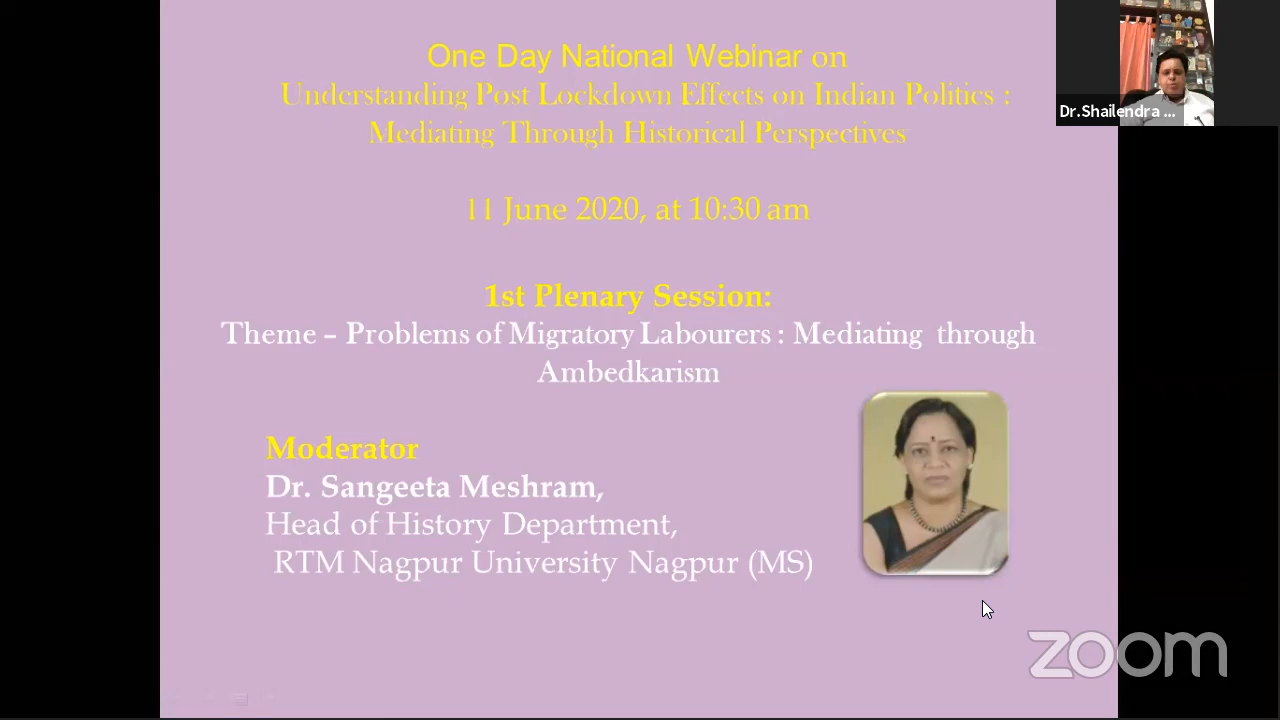 One Day National Webinar on
Understanding Post Lockdown Effects on Indian Politics :
Mediating Through Historical Perspectives
11 June 2020, at 10:30 am
1st Plenary Session:
Theme – Problems of Migratory Labourers : Mediating through
Ambedkarism
Moderator
Dr. Sangeeta Meshram,
Head of History Department,
RTM Nagpur University Nagpur (MS)
Dr.Shailendra ...
zoom